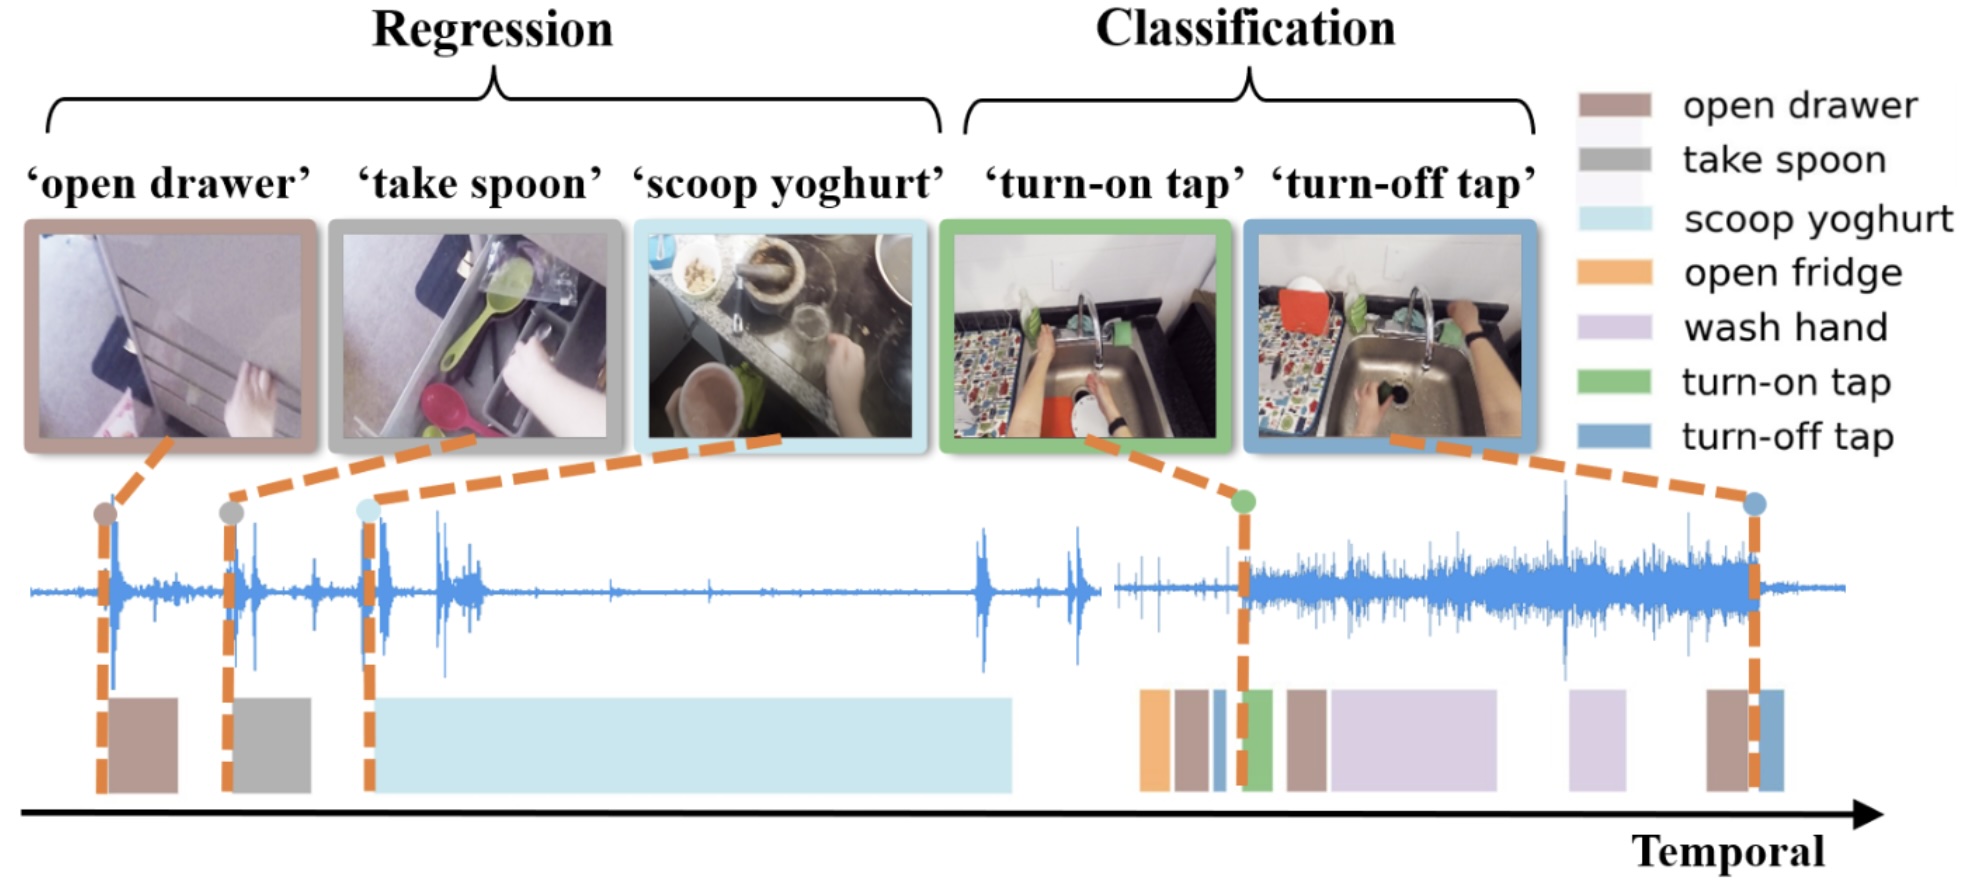 Regression
Classification
‘open drawer’
‘take spoon’
‘scoop yoghurt’
‘turn-on tap’
‘turn-off tap’
open drawer
take spoon
scoop yoghurt
open fridge
wash hand
turn-on tap
turn-off tap
Temporal